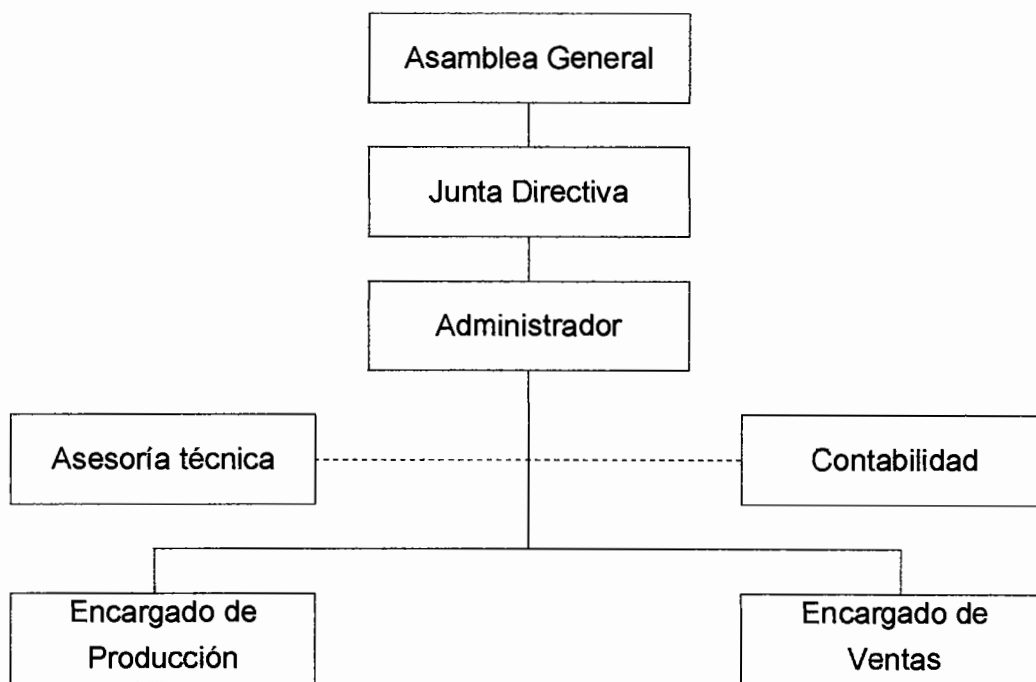 Asamblea General
Junta Directiva
Administrador
Asesoría técnica
Contabilidad
Encargado de
Producción
Encargado de
Ventas